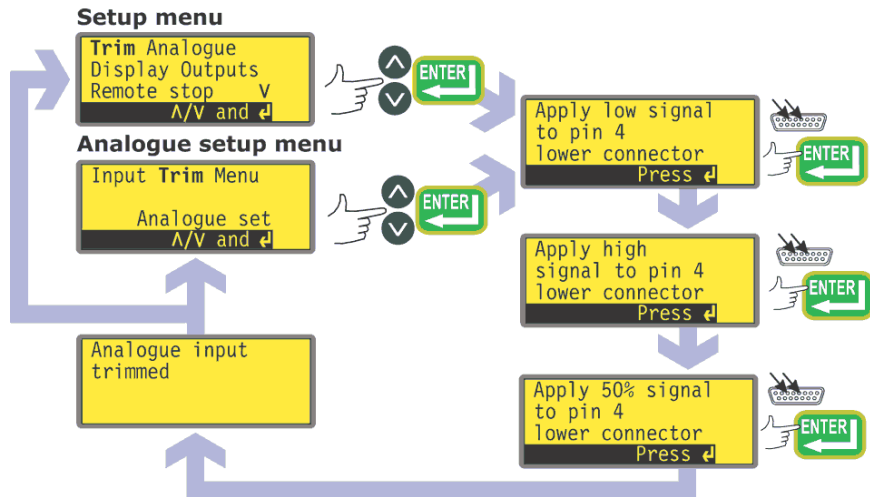 Setup menu
Trim Analogue
Display Outputs
Remote stop v
Λ/V and ↲
ENTER
Analogue setup menu
Input Trim Menu
Analogue set
Λ/V and ↲
ENTER
Apply low signal
to pin 4
lower connector
Press ↲
ENTER
Apply high
signal to pin 4
lower connector
Press ↲
ENTER
Apply 50% signal
to pin 4
lower connector
Press ↲
ENTER
Analogue input
trimmed